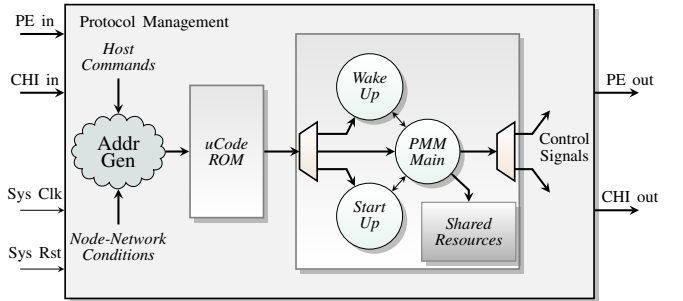 PE in
Protocol Management
Host
Commands
CHI in
Wake
Up
PE out
Addr
Gen
uCode
ROM
PMM
Main
Control
Signals
Sys Clk
Start
Up
CHI out
Shared
Resources
Node-Network
Conditions
Sys Rst